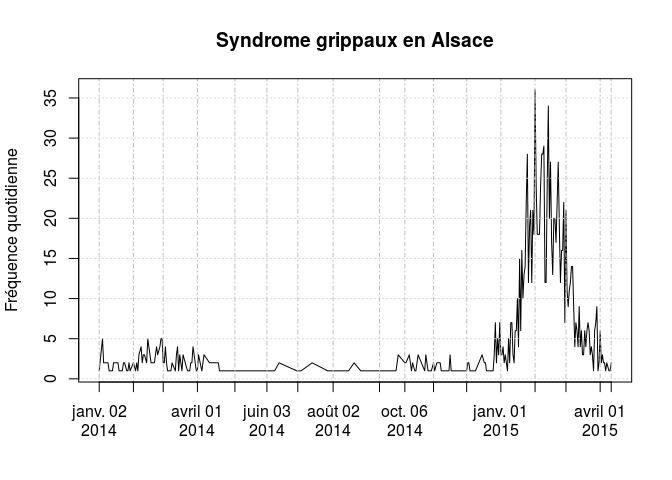 Syndrome grippaux en Alsace
Fréquence quotidienne
35
30
25
20
15
10
5
0
janv. 02 avril 01 juin 03 août 02 oct. 06 janv. 01 avril 01
2014 2014 2014 2014 2014 2015 2015